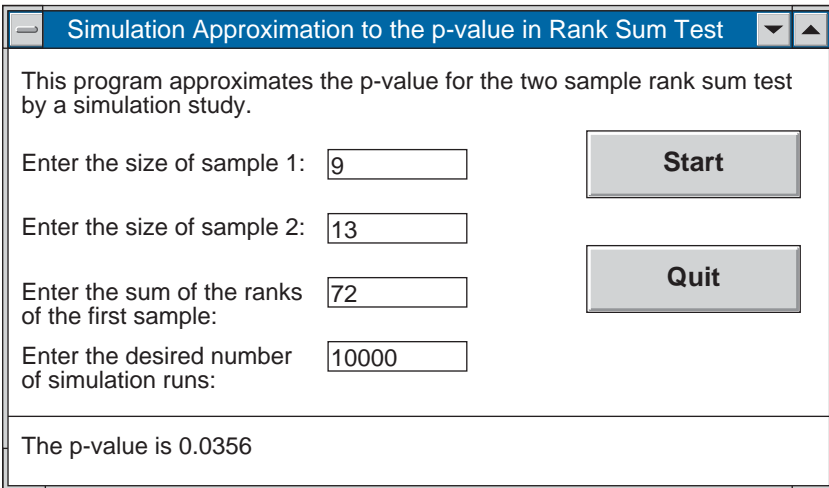 Simulation Approximation to the p-value in Rank Sum Test
This program approximates the p-value for the two sample rank sum test
by a simulation study.
Enter the size of sample 1: 9
Start
Enter the size of sample 2: 13
Quit
Enter the sum of the ranks
of the first sample:
72
Enter the desired number
of simulation runs:
10000
The p-value is 0.0356